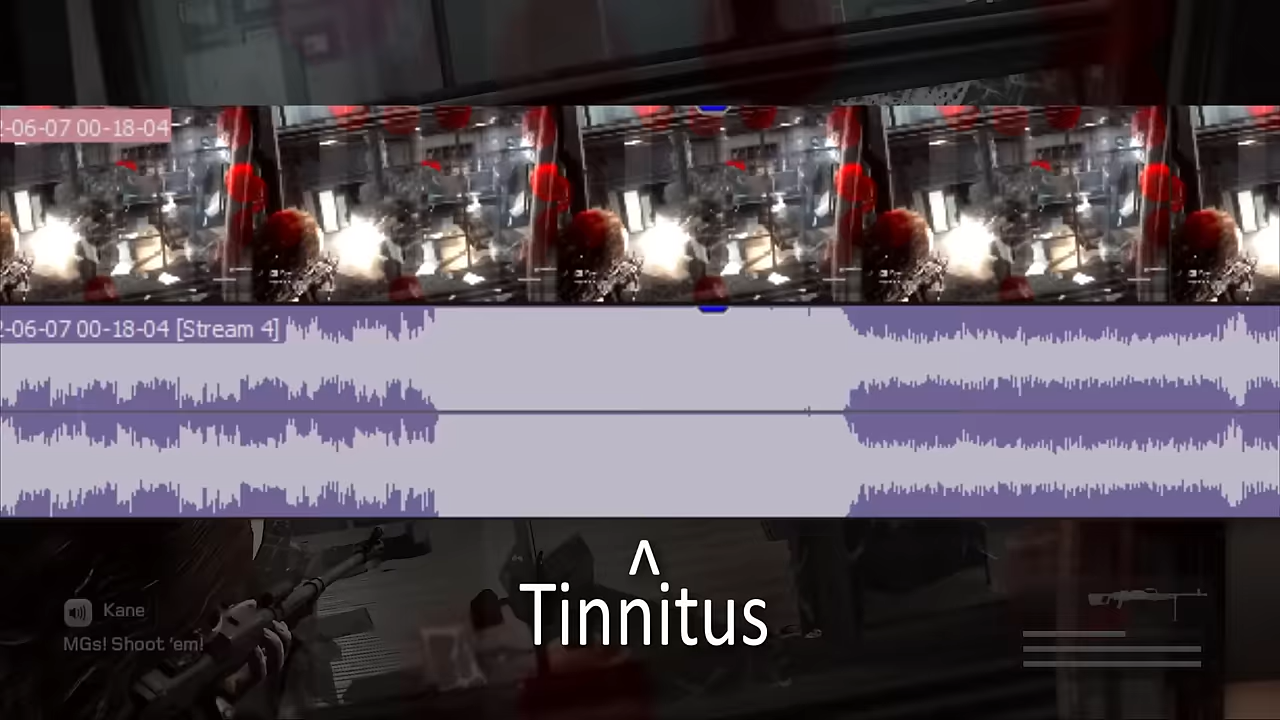 2-06-07 00-18-04
2-06-07 00-18-04 [Stream 4]
^
Tinnitus
Kane
MGs! Shoot 'em!